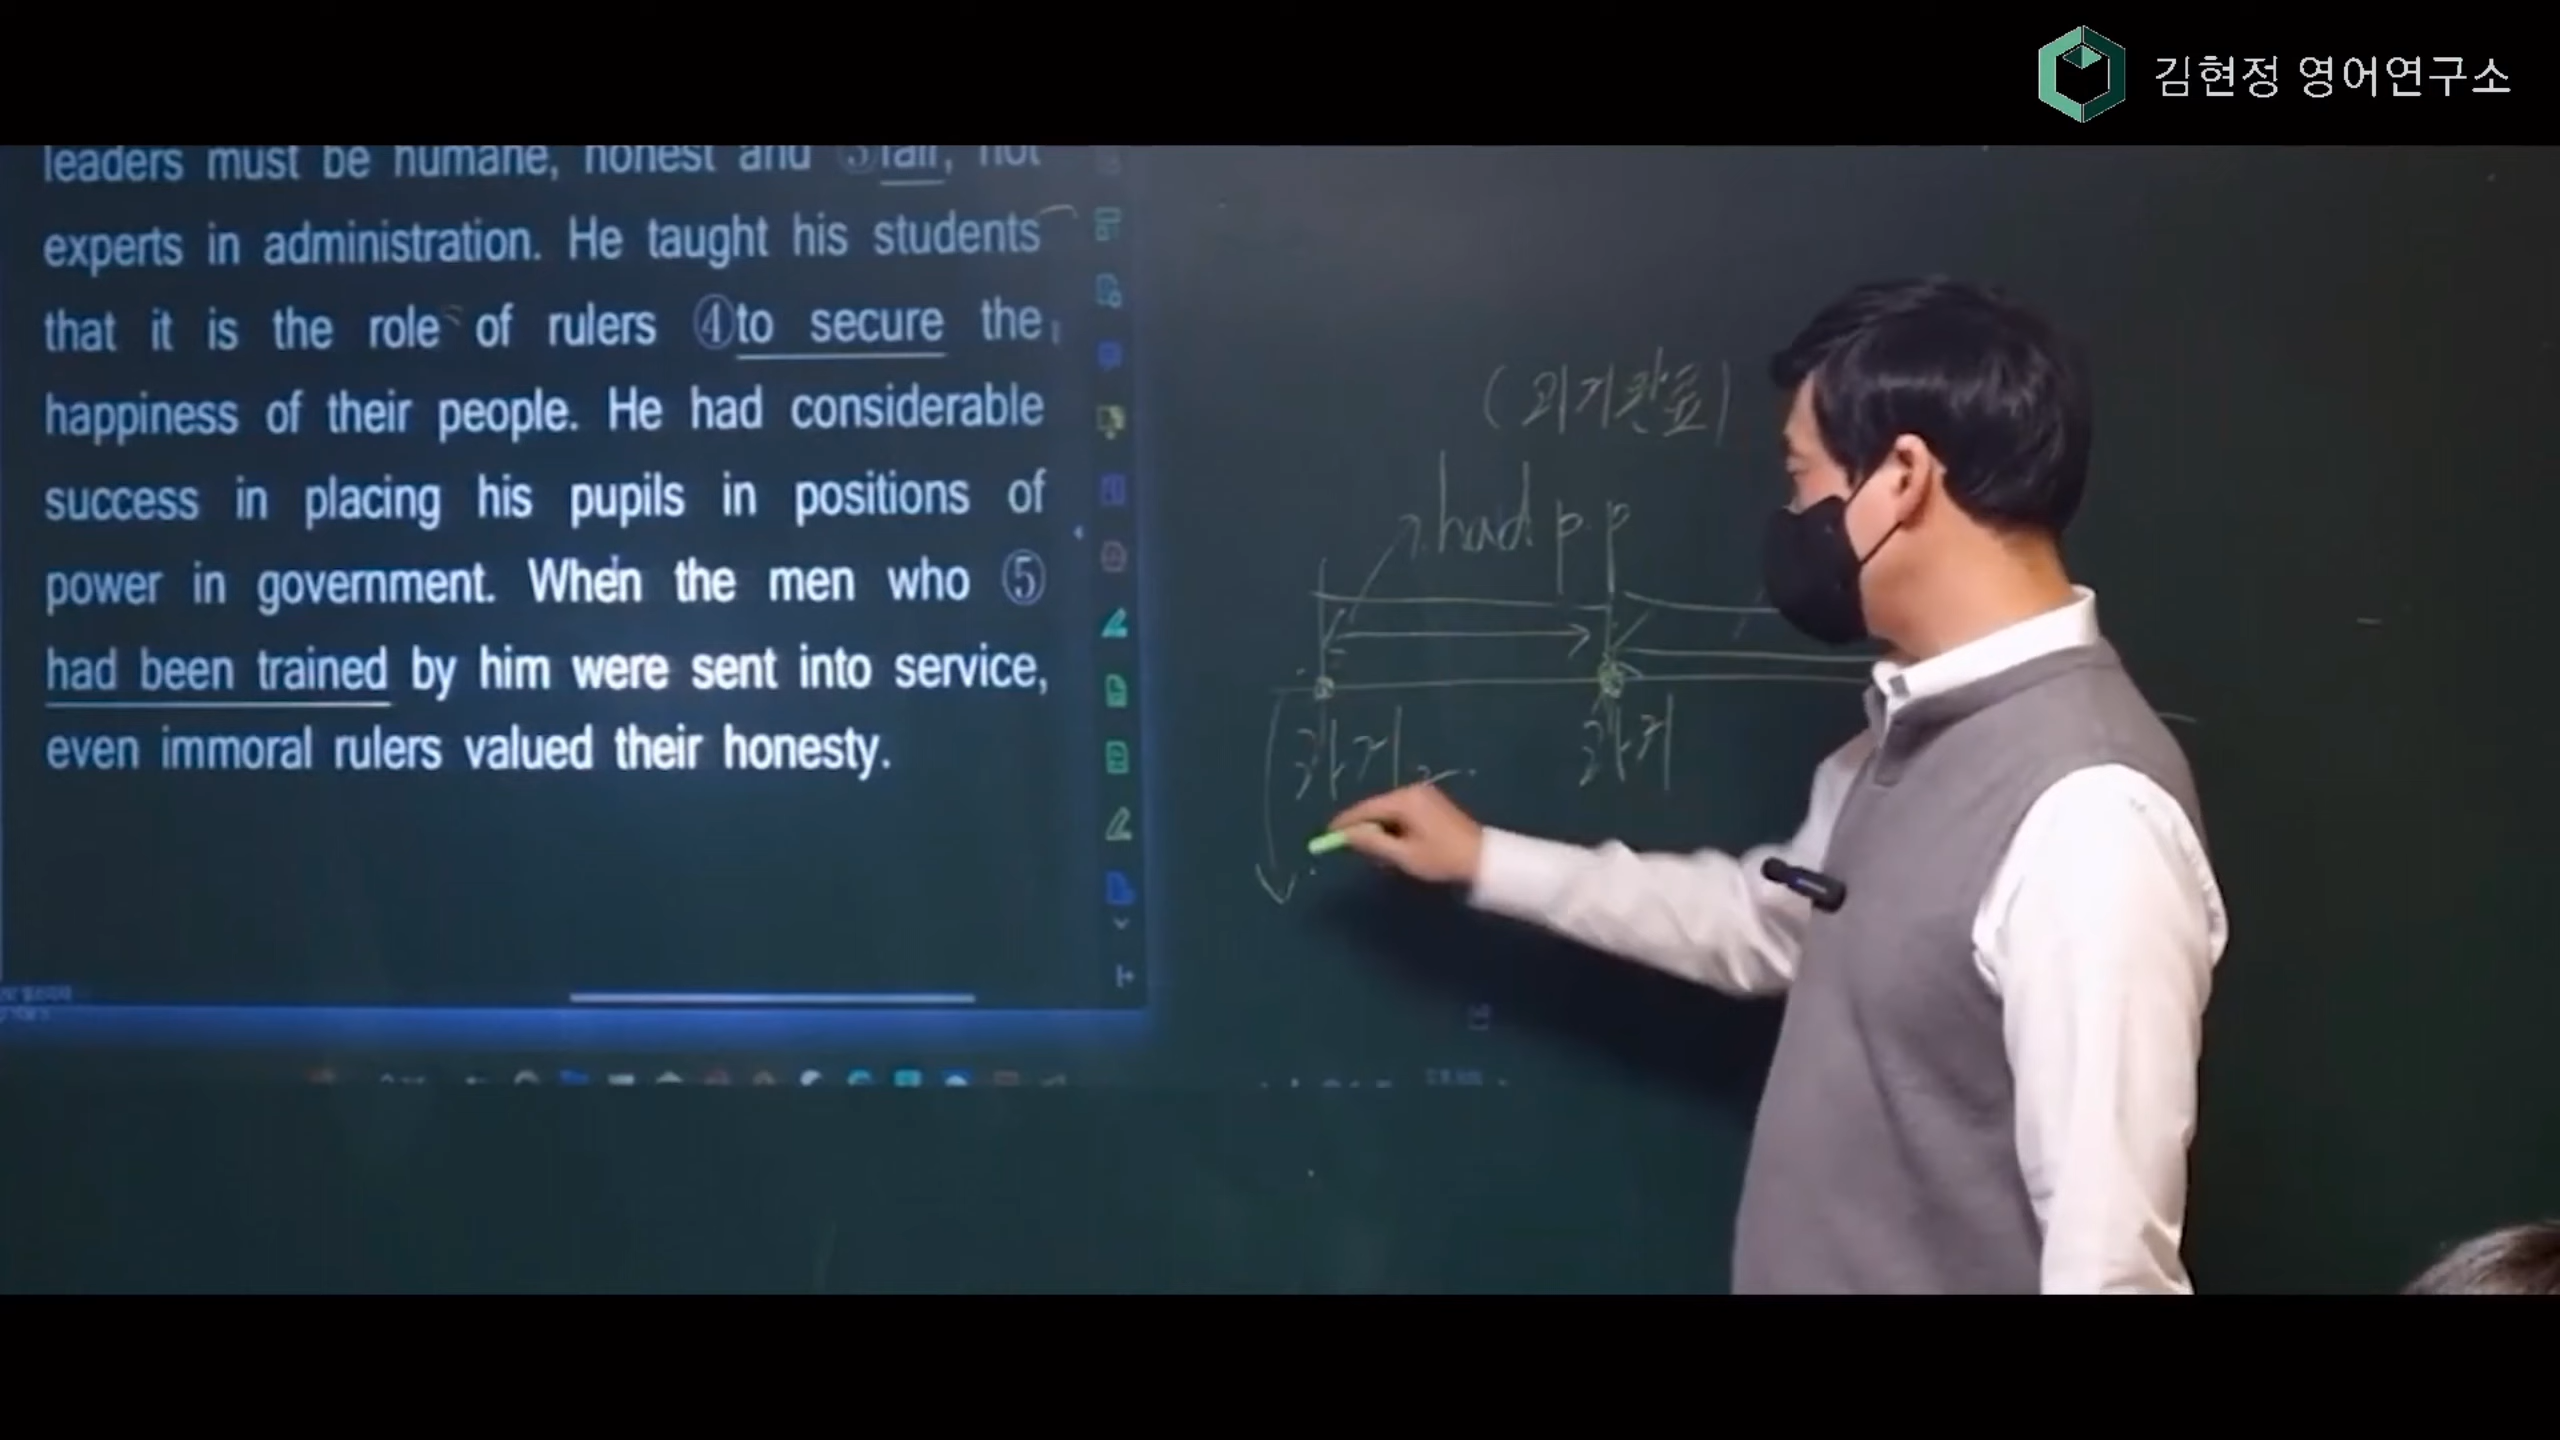 김현정 영어연구소
leaders must be humane, honest and ③fair, not
experts in administration. He taught his students
that it is the role of rulers ④to secure the
happiness of their people. He had considerable
success in placing his pupils in positions of
power in government. When the men who ⑤
had been trained by him were sent into service,
even immoral rulers valued their honesty.
(과거완료)
had p.p
과거
과거